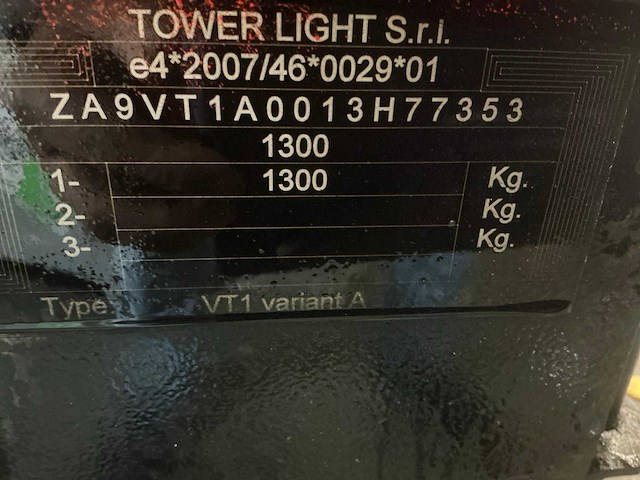 TOWER LIGHT S.r.l.
e4*2007/46*0029*01
ZA9VT1A0013H77353
1300
1- 1300 Kg.
2- Kg.
3- Kg.
Type VT1 variant A